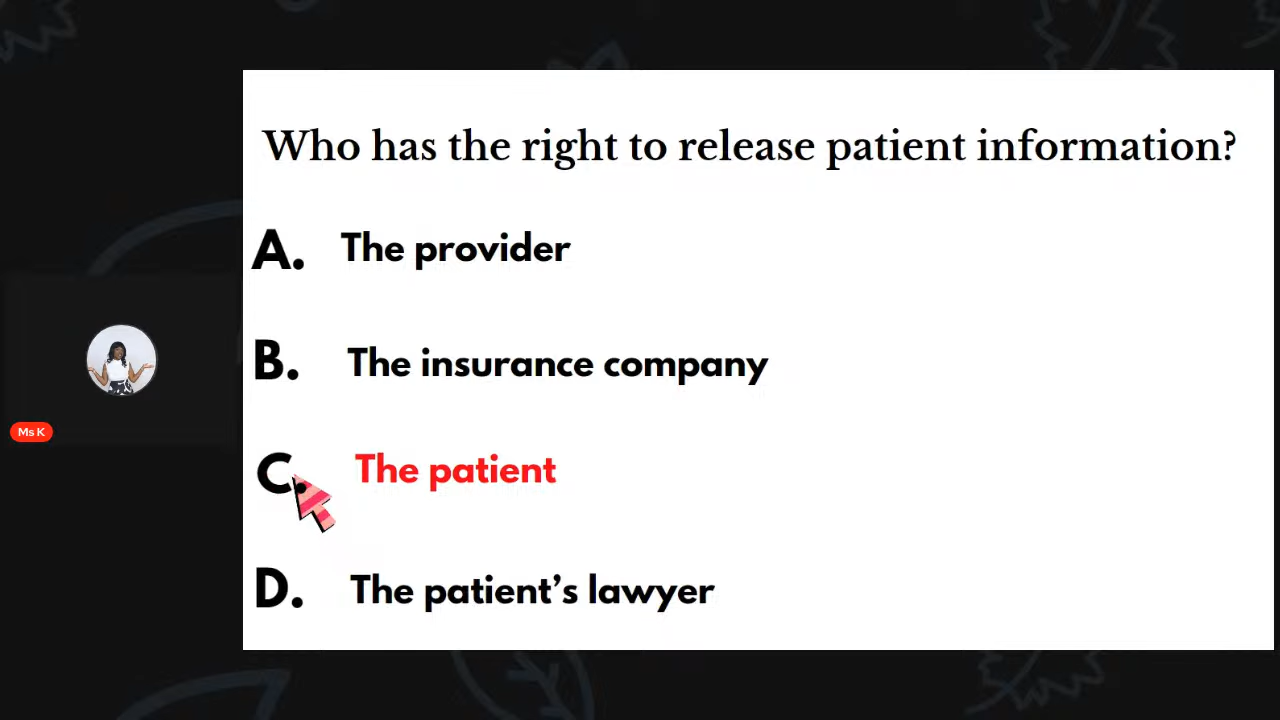 Who has the right to release patient information?
A. The provider
B. The insurance company
C. The patient
D. The patient’s lawyer
Ms K